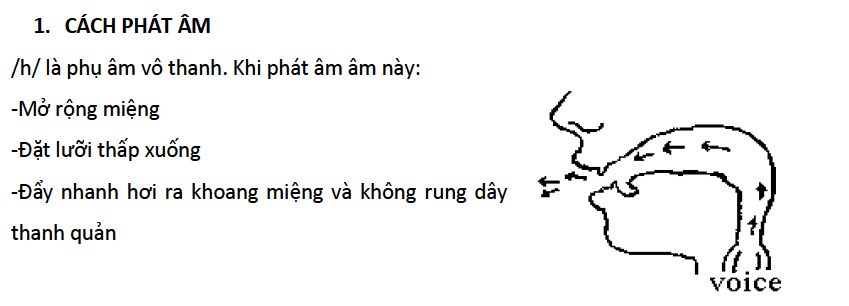 1. CÁCH PHÁT ÂM
/h/ là phụ âm vô thanh. Khi phát âm âm này:
-Mở rộng miệng
-Đặt lưỡi thấp xuống
-Đẩy nhanh hơi ra khoang miệng và không rung dây
thanh quản
voice